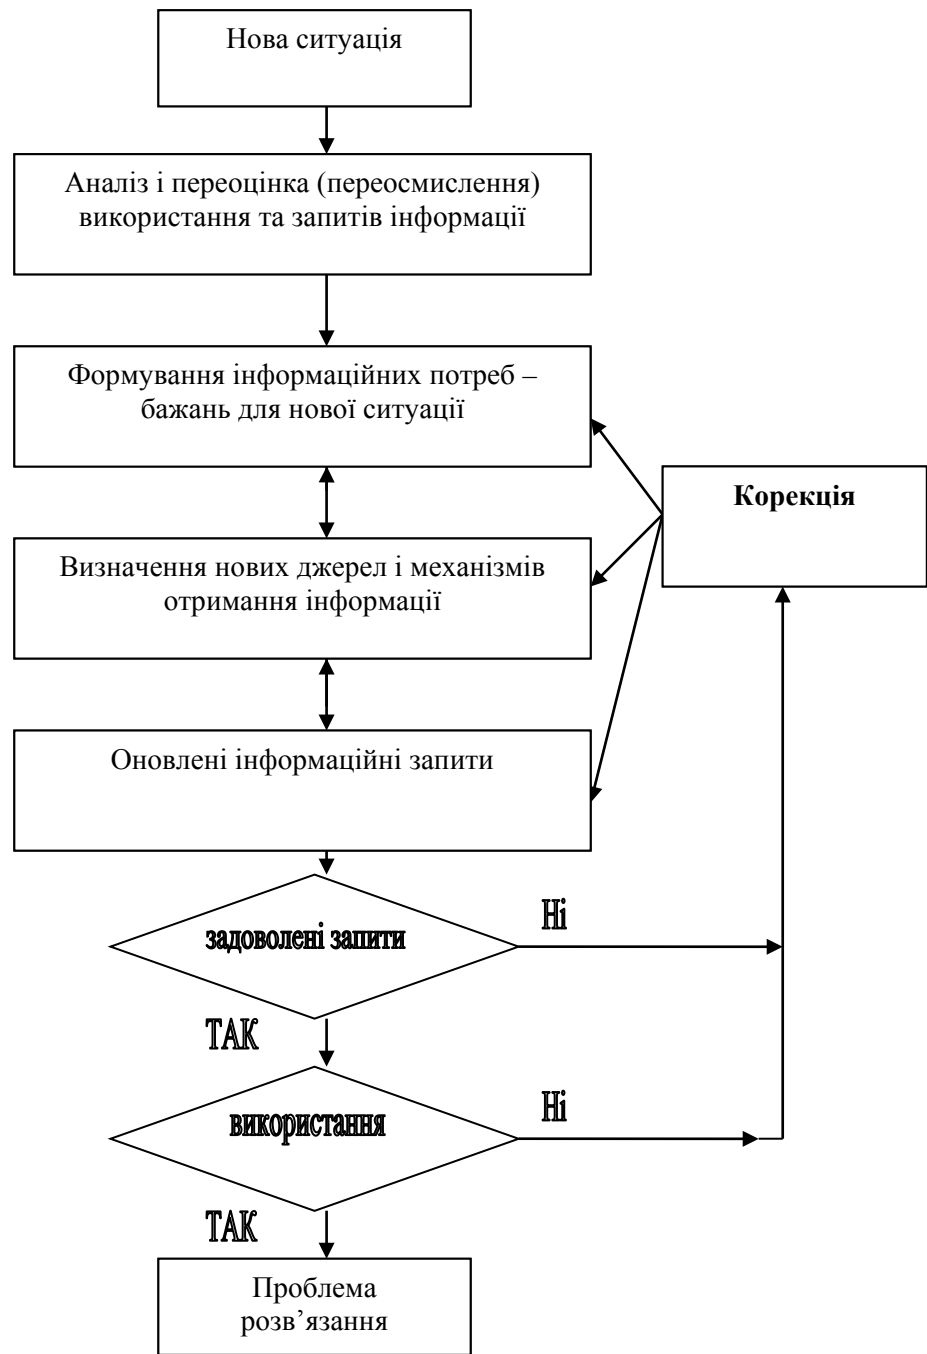 Нова ситуація
Аналіз і переоцінка (переосмислення)
використання та запитів інформації
Формування інформаційних потреб –
бажань для нової ситуації
Корекція
Визначення нових джерел і механізмів
отримання інформації
Оновлені інформаційні запити
задоволені запити
Ні
ТАК
використання
Ні
ТАК
Проблема
розв’язання